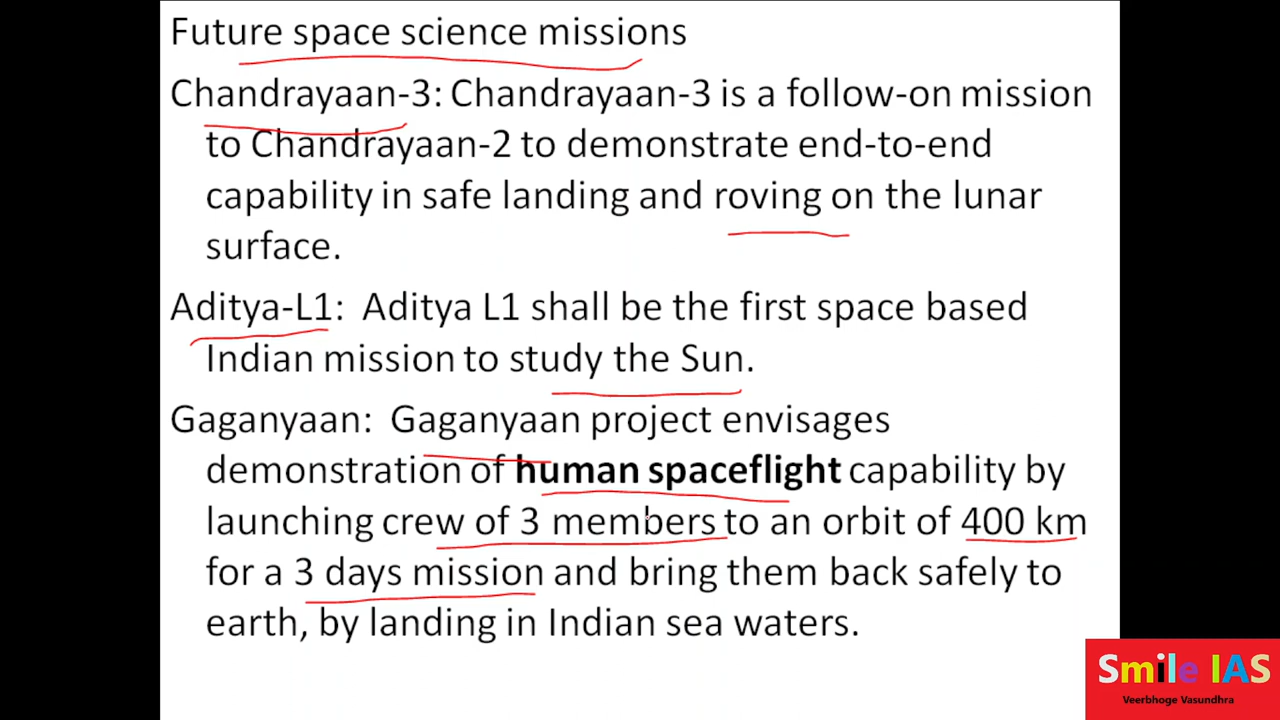 Future space science missions
Chandrayaan-3: Chandrayaan-3 is a follow-on mission
to Chandrayaan-2 to demonstrate end-to-end
capability in safe landing and roving on the lunar
surface.
Aditya-L1: Aditya L1 shall be the first space based
Indian mission to study the Sun.
Gaganyaan: Gaganyaan project envisages
demonstration of human spaceflight capability by
launching crew of 3 members to an orbit of 400 km
for a 3 days mission and bring them back safely to
earth, by landing in Indian sea waters.
Smile IAS
Veerbhoge Vasundhra